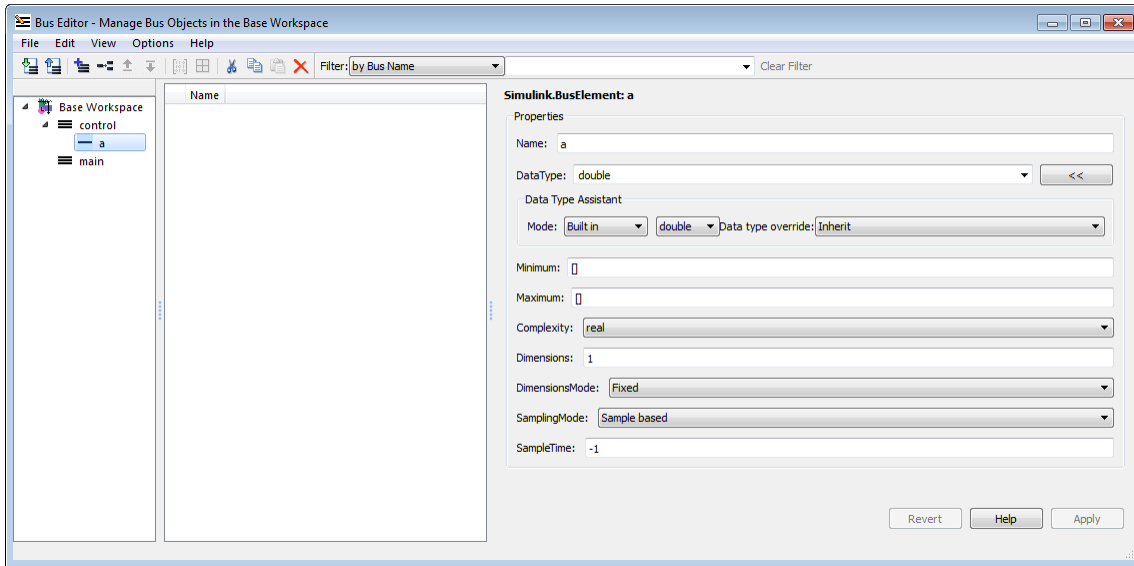 Bus Editor - Manage Bus Objects in the Base Workspace
File Edit View Options Help
Filter: by Bus Name Clear Filter
Base Workspace
control
a
main
Name
Simulink.BusElement: a
Properties
Name: a
DataType: double <<
Data Type Assistant
Mode: Built in double Data type override: Inherit
Minimum: []
Maximum: []
Complexity: real
Dimensions: 1
DimensionsMode: Fixed
SamplingMode: Sample based
SampleTime: -1
Revert Help Apply